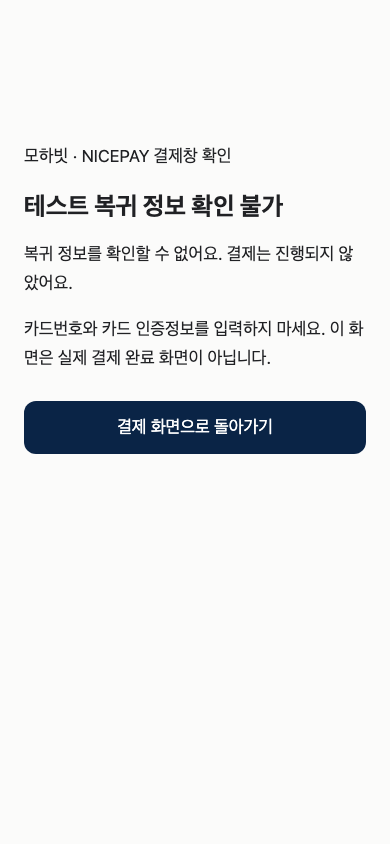 모하빗 · NICEPAY 결제창 확인
테스트 복귀 정보 확인 불가
복귀 정보를 확인할 수 없어요. 결제는 진행되지 않
았어요.
카드번호와 카드 인증정보를 입력하지 마세요. 이 화
면은 실제 결제 완료 화면이 아닙니다.
결제 화면으로 돌아가기